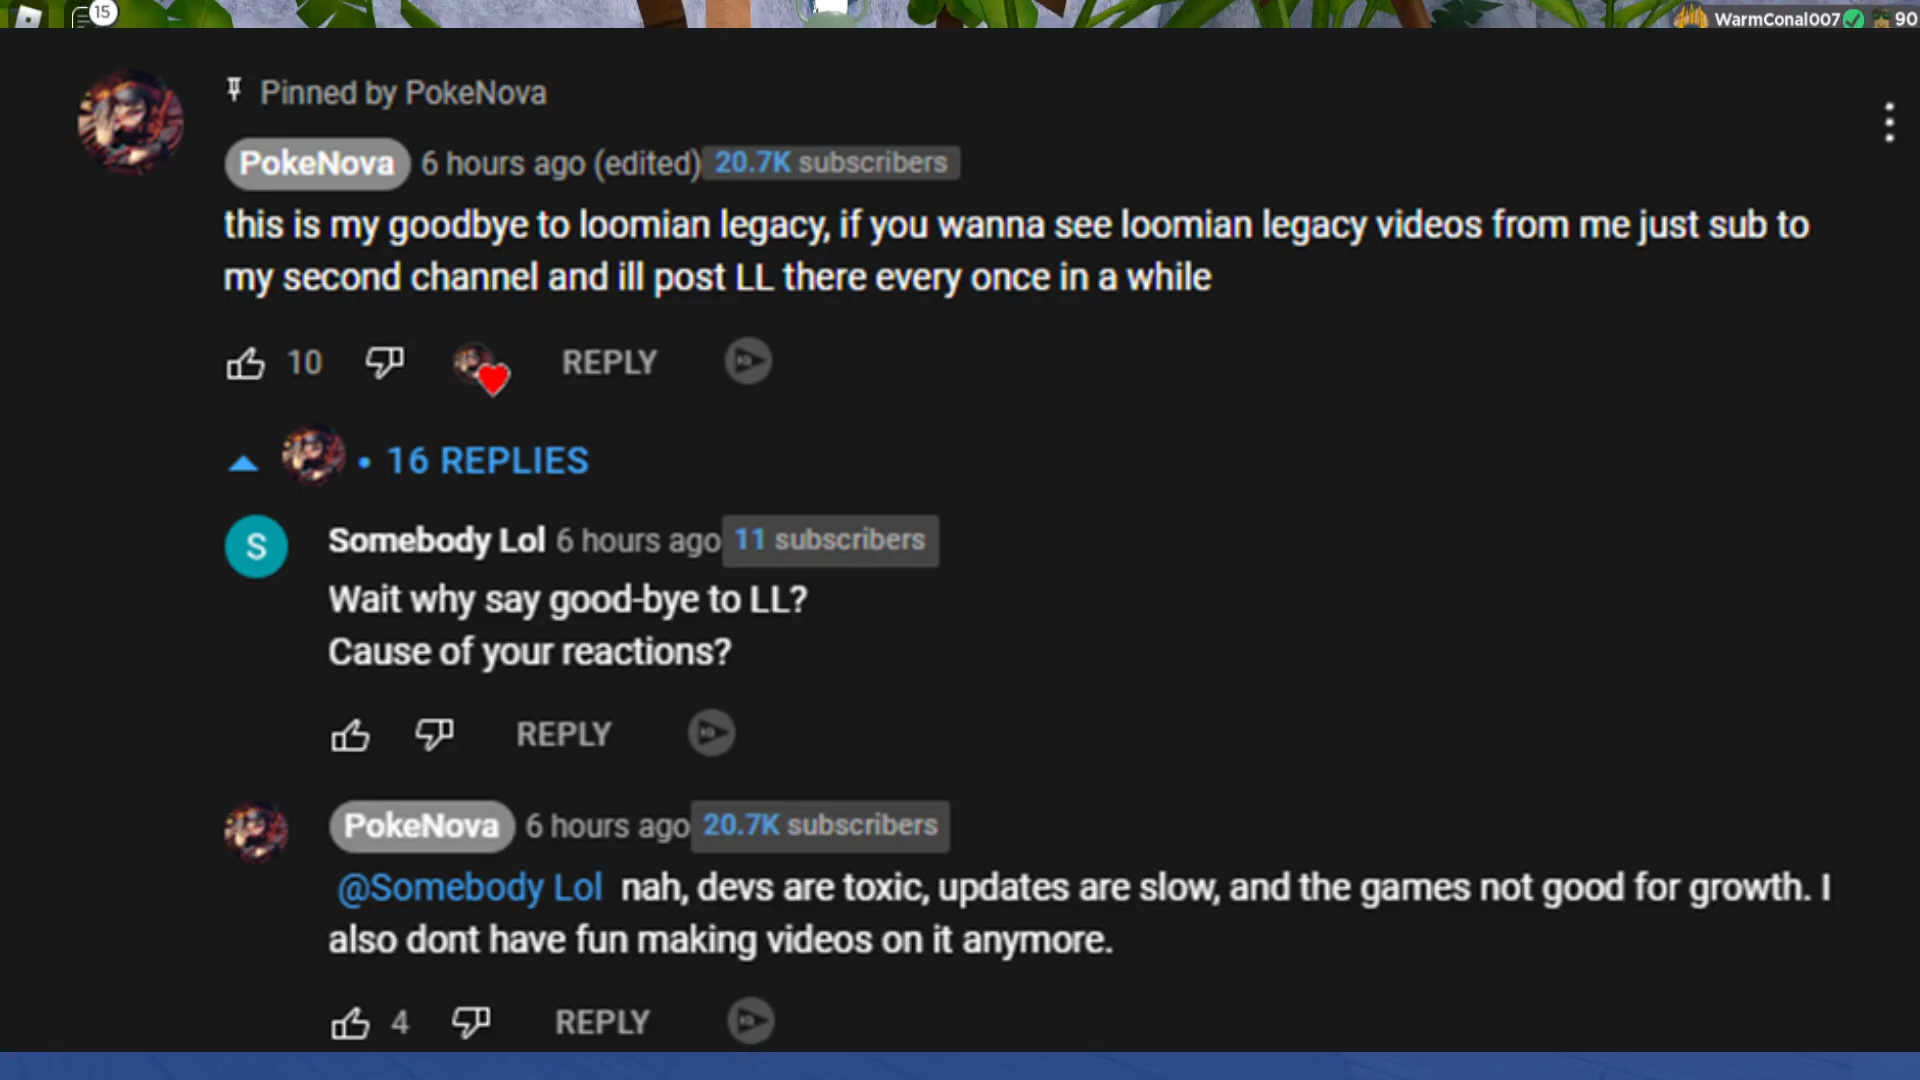 15
WarmConal007 90
Pinned by PokeNova
PokeNova 6 hours ago (edited) 20.7K subscribers
this is my goodbye to loomian legacy, if you wanna see loomian legacy videos from me just sub to
my second channel and ill post LL there every once in a while
10 REPLY
• 16 REPLIES
S Somebody Lol 6 hours ago 11 subscribers
Wait why say good-bye to LL?
Cause of your reactions?
REPLY
PokeNova 6 hours ago 20.7K subscribers
@Somebody Lol nah, devs are toxic, updates are slow, and the games not good for growth. I
also dont have fun making videos on it anymore.
4 REPLY